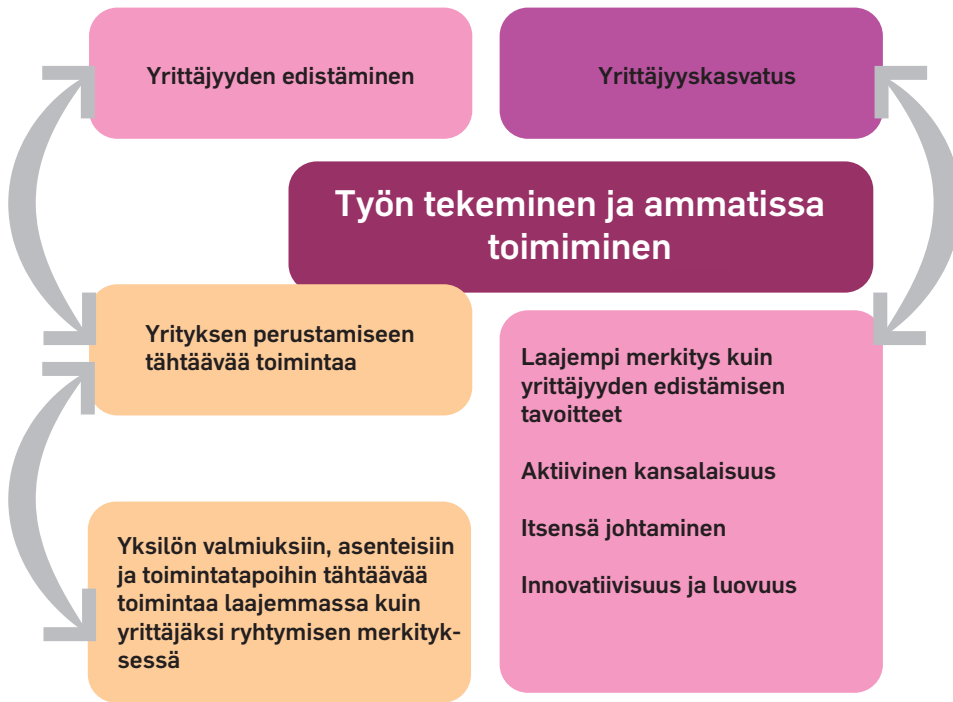 Yrittäjyyden edistäminen
Yrittäjyyskasvatus
Työn tekeminen ja ammatissa
toimiminen
Yrityksen perustamiseen
tähtäävää toimintaa
Laajempi merkitys kuin
yrittäjyyden edistämisen
tavoitteet
Aktiivinen kansalaisuus
Itsensä johtaminen
Innovatiivisuus ja luovuus
Yksilön valmiuksiin, asenteisiin
ja toimintatapoihin tähtäävää
toimintaa laajemmassa kuin
yrittäjäksi ryhtymisen merkityk-
sessä